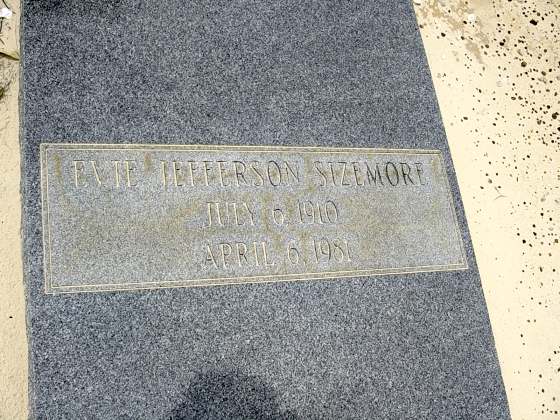 EVIE JEFFERSON SIZEMORE
JULY 6, 1910
APRIL 6, 1981